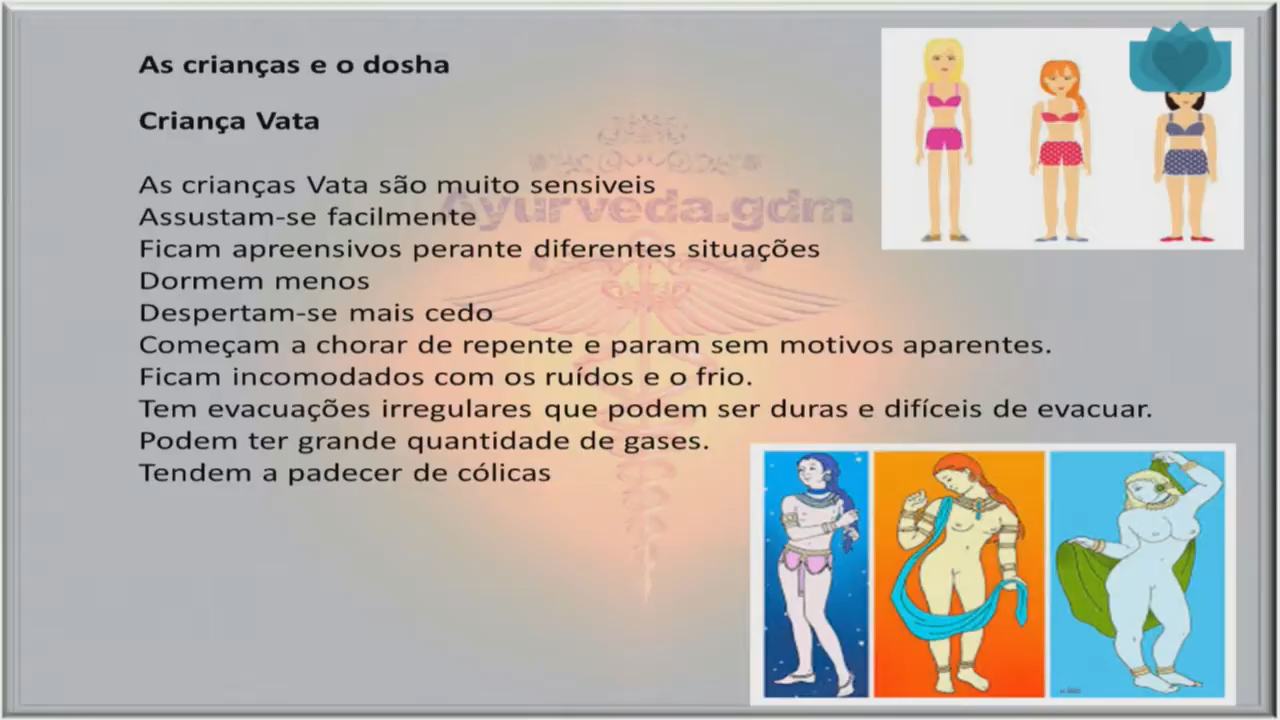 As crianças e o dosha
Criança Vata
As crianças Vata são muito sensiveis
Assustam-se facilmente
Ayurveda.gdm
Ficam apreensivos perante diferentes situações
Dormem menos
Despertam-se mais cedo
Começam a chorar de repente e param sem motivos aparentes.
Ficam incomodados com os ruídos e o frio.
Tem evacuações irregulares que podem ser duras e difíceis de evacuar.
Podem ter grande quantidade de gases.
Tendem a padecer de cólicas